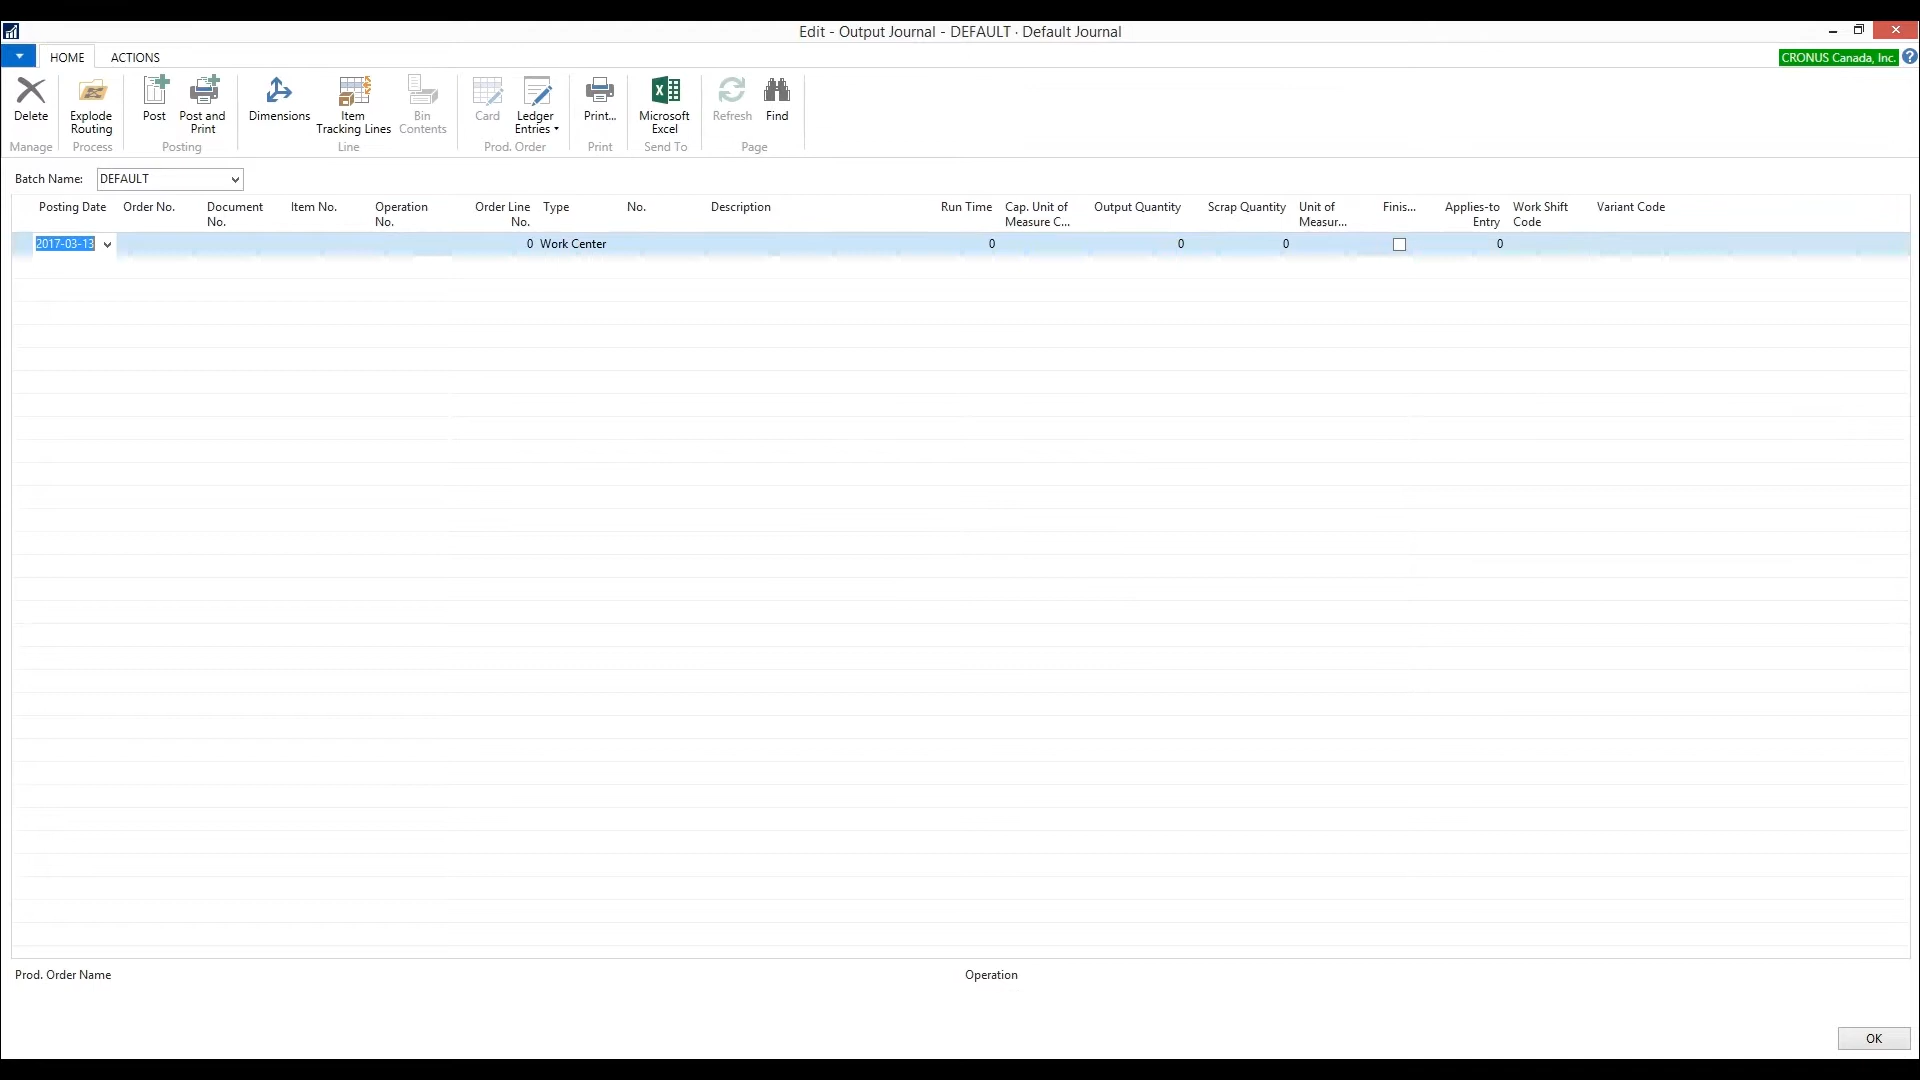 Edit - Output Journal - DEFAULT · Default Journal
HOME ACTIONS
CRONUS Canada, Inc. ?
Delete
Explode Routing
Post
Post and Print
Dimensions
Item Tracking Lines
Bin Contents
Card
Ledger Entries
Print...
Microsoft Excel
Refresh
Find
Manage Process Posting Line Prod. Order Print Send To Page
Batch Name: DEFAULT
Posting Date Order No. Document No. Item No. Operation No. Order Line No. Type No. Description Run Time Cap. Unit of Measure C... Output Quantity Scrap Quantity Unit of Measur... Finis... Applies-to Entry Work Shift Code Variant Code
2017-03-13 0 Work Center 0 0 0 0
Prod. Order Name Operation
OK